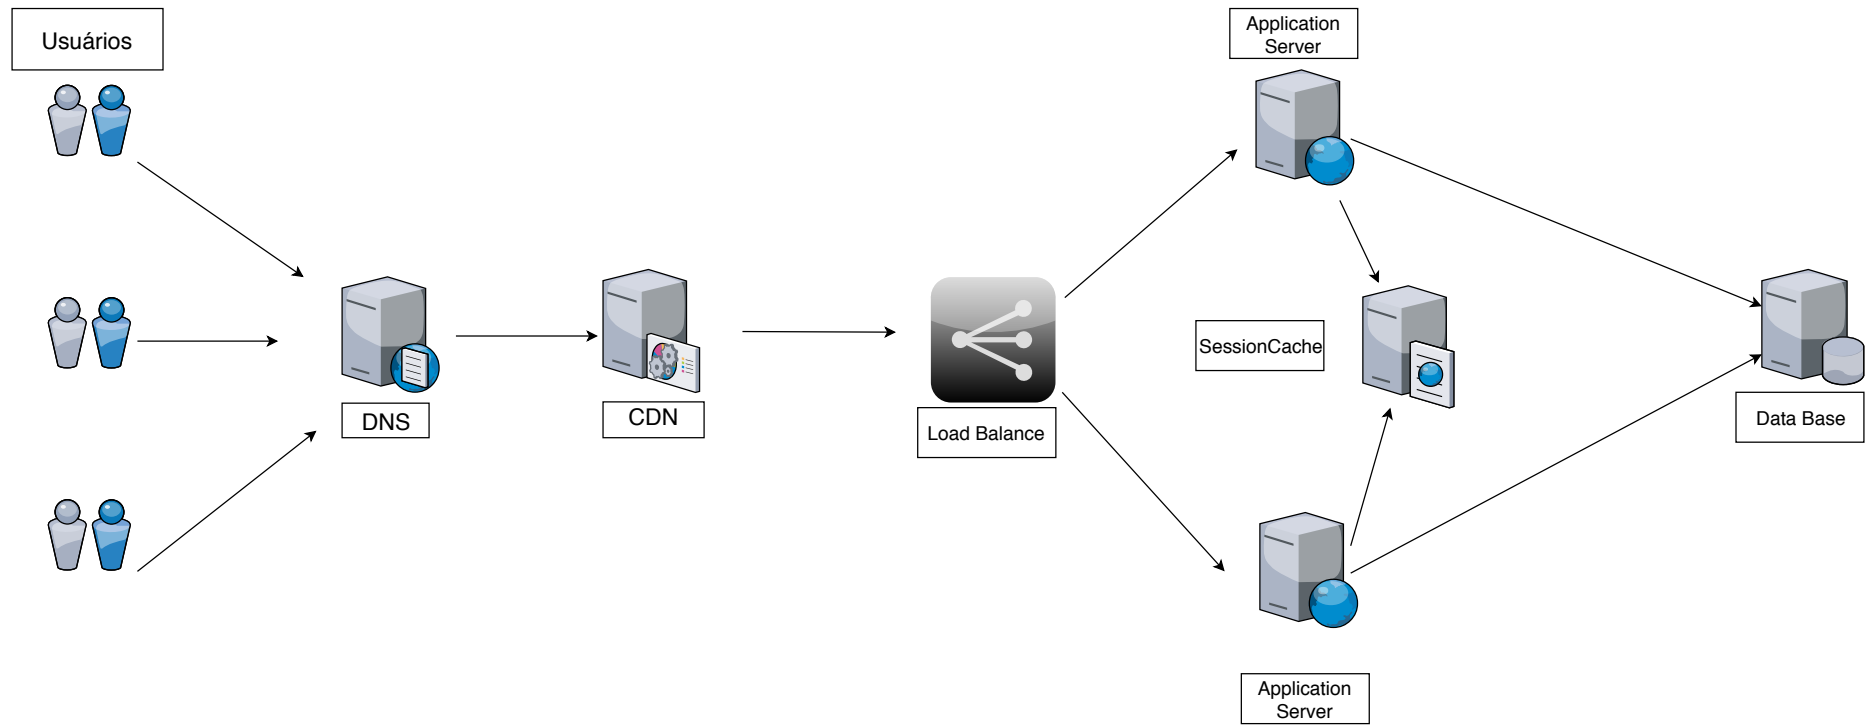 Usuários
Application
Server
SessionCache
DNS
CDN
Load Balance
Data Base
Application
Server